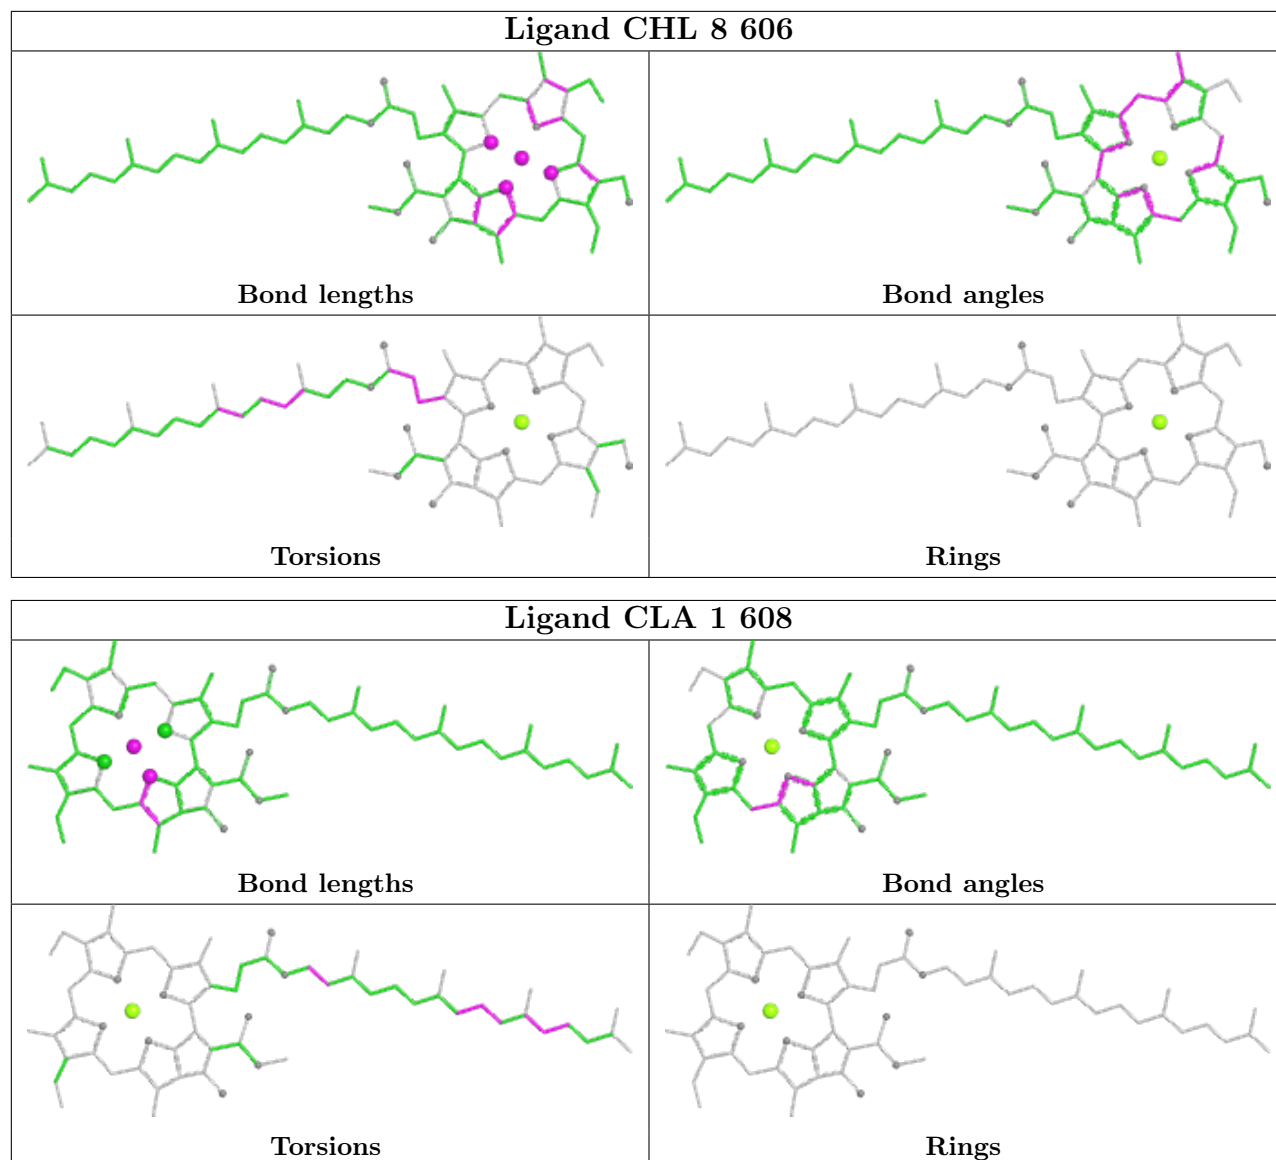 Ligand CHL 8 606
Bond lengths
Bond angles
Torsions
Rings
Ligand CLA 1 608
Bond lengths
Bond angles
Torsions
Rings